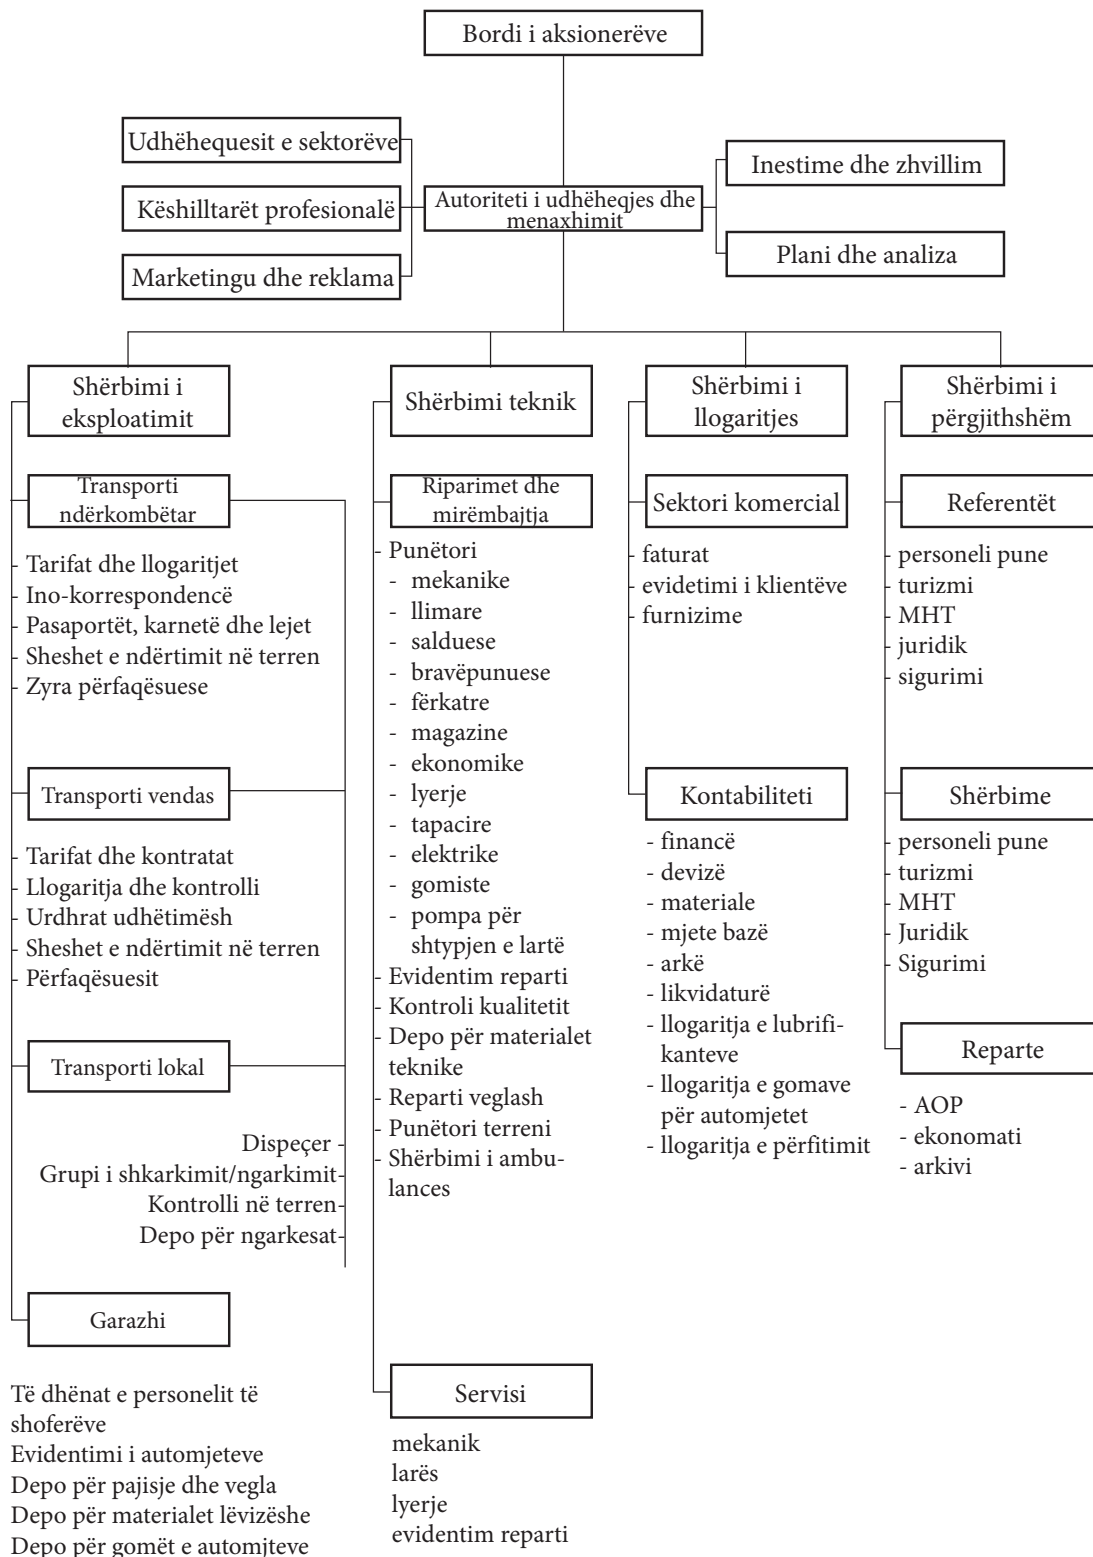 Bordi i aksionerëve
Udhëhequesit e sektorëve
Këshilltarët profesionalë
Marketingu dhe reklama
Autoriteti i udhëheqjes dhe
menaxhimit
Inestime dhe zhvillim
Plani dhe analiza
Shërbimi i
eksploatimit
Transporti
ndërkombëtar
- Tarifat dhe llogaritjet
- Ino-korrespondencë
- Pasaportët, karnetë dhe lejet
- Sheshet e ndërtimit në terren
- Zyra përfaqësuese
Transporti vendas
- Tarifat dhe kontratat
- Llogaritja dhe kontrolli
- Urdhrat udhëtimësh
- Sheshet e ndërtimit në terren
- Përfaqësuesit
Transporti lokal
Dispeçer -
Grupi i shkarkimit/ngarkimit-
Kontrolli në terren-
Depo për ngarkesat-
Garazhi
Të dhënat e personelit të
shoferëve
Evidentimi i automjeteve
Depo për pajisje dhe vegla
Depo për materialet lëvizëshe
Depo për gomët e automjteve
Shërbimi teknik
Riparimet dhe
mirëmbajtja
- Punëtori
- mekanike
- llimare
- salduese
- bravëpunuese
- fërkatre
- magazine
- ekonomike
- lyerje
- tapacire
- elektrike
- gomiste
- pompa për
shtypjen e lartë
- Evidentim reparti
- Kontroli kualitetit
- Depo për materialet
teknike
- Reparti veglash
- Punëtori terreni
- Shërbimi i ambu-
lances
Servisi
mekanik
larës
lyerje
evidentim reparti
Shërbimi i
llogaritjes
Sektori komercial
- faturat
- evidetimi i klientëve
- furnizime
Kontabiliteti
- financë
- devizë
- materiale
- mjete bazë
- arkë
- likvidaturë
- llogaritja e lubrifi-
kanteve
- llogaritja e gomave
për automjetet
- llogaritja e përfitimit
Shërbimi i
përgjithshëm
Referentët
- personeli pune
- turizmi
- MHT
- juridik
- sigurimi
Shërbime
- personeli pune
- turizmi
- MHT
- Juridik
- Sigurimi
Reparte
- AOP
- ekonomati
- arkivi